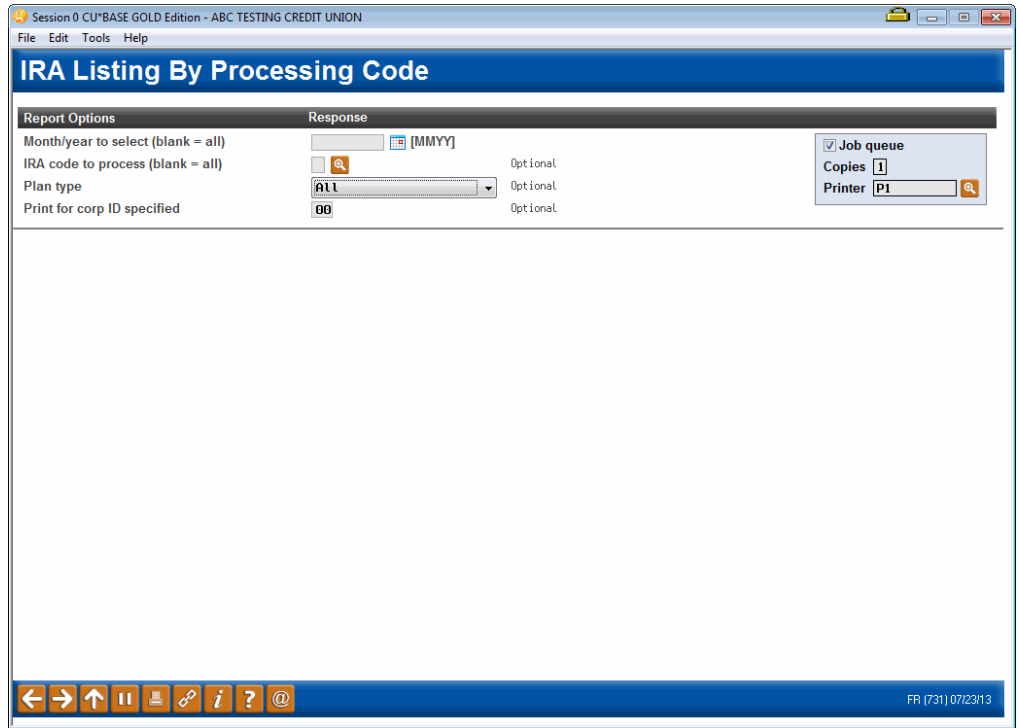 Session 0 CU*BASE GOLD Edition - ABC TESTING CREDIT UNION
File Edit Tools Help
IRA Listing By Processing Code
Report Options Response
Month/year to select (blank = all) [MMYY]
IRA code to process (blank = all) Optional
Plan type All Optional
Print for corp ID specified 00 Optional
Job queue
Copies 1
Printer P1
FR (731) 07/23/13